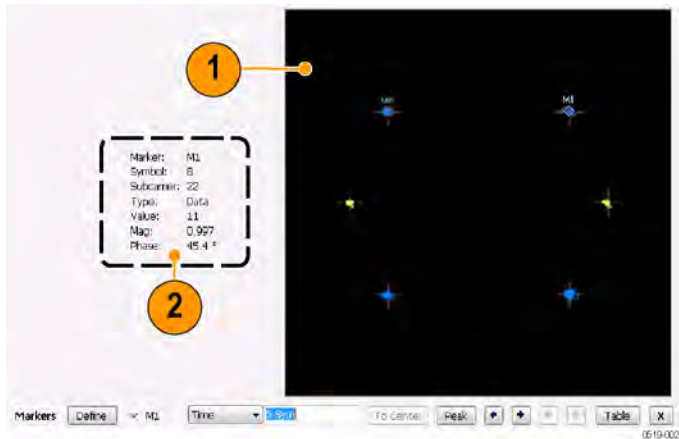 1
M1
Marker: M1
Symbol: 8
Subcarrier: 22
Type: Data
Value: 11
Mag: 0.997
Phase: 45.4 °
2
Markers Define M1 Time To Center Peak Table X
0519-002